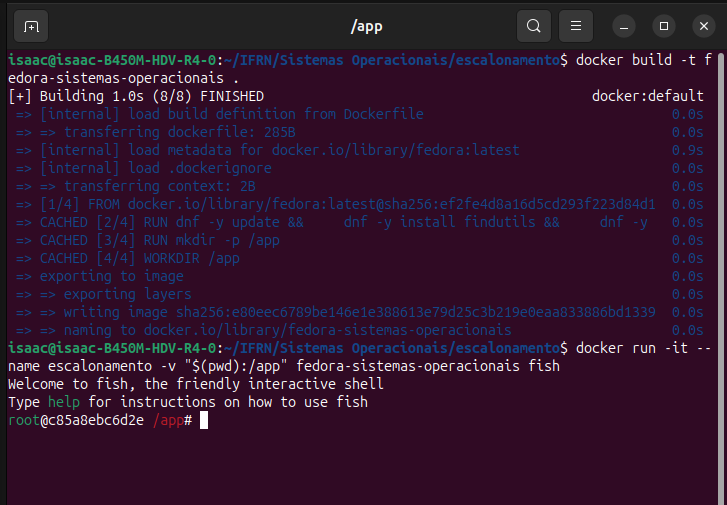 /app
isaac@isaac-B450M-HDV-R4-0:~/IFRN/Sistemas Operacionais/escalonamento$ docker build -t f
edora-sistemas-operacionais .
[+] Building 1.0s (8/8) FINISHED docker:default
=> [internal] load build definition from Dockerfile 0.0s
=> => transferring dockerfile: 285B 0.0s
=> [internal] load metadata for docker.io/library/fedora:latest 0.9s
=> [internal] load .dockerignore 0.0s
=> => transferring context: 2B 0.0s
=> [1/4] FROM docker.io/library/fedora:latest@sha256:ef2fe4d8a16d5cd293f223d84d1 0.0s
=> CACHED [2/4] RUN dnf -y update && dnf -y install findutils && dnf -y 0.0s
=> CACHED [3/4] RUN mkdir -p /app 0.0s
=> CACHED [4/4] WORKDIR /app 0.0s
=> exporting to image 0.0s
=> => exporting layers 0.0s
=> => writing image sha256:e80eec6789be146e1e388613e79d25c3b219e0eaa833886bd1339 0.0s
=> => naming to docker.io/library/fedora-sistemas-operacionais 0.0s
isaac@isaac-B450M-HDV-R4-0:~/IFRN/Sistemas Operacionais/escalonamento$ docker run -it --
name escalonamento -v "$(pwd):/app" fedora-sistemas-operacionais fish
Welcome to fish, the friendly interactive shell
Type help for instructions on how to use fish
root@c85a8ebc6d2e /app#